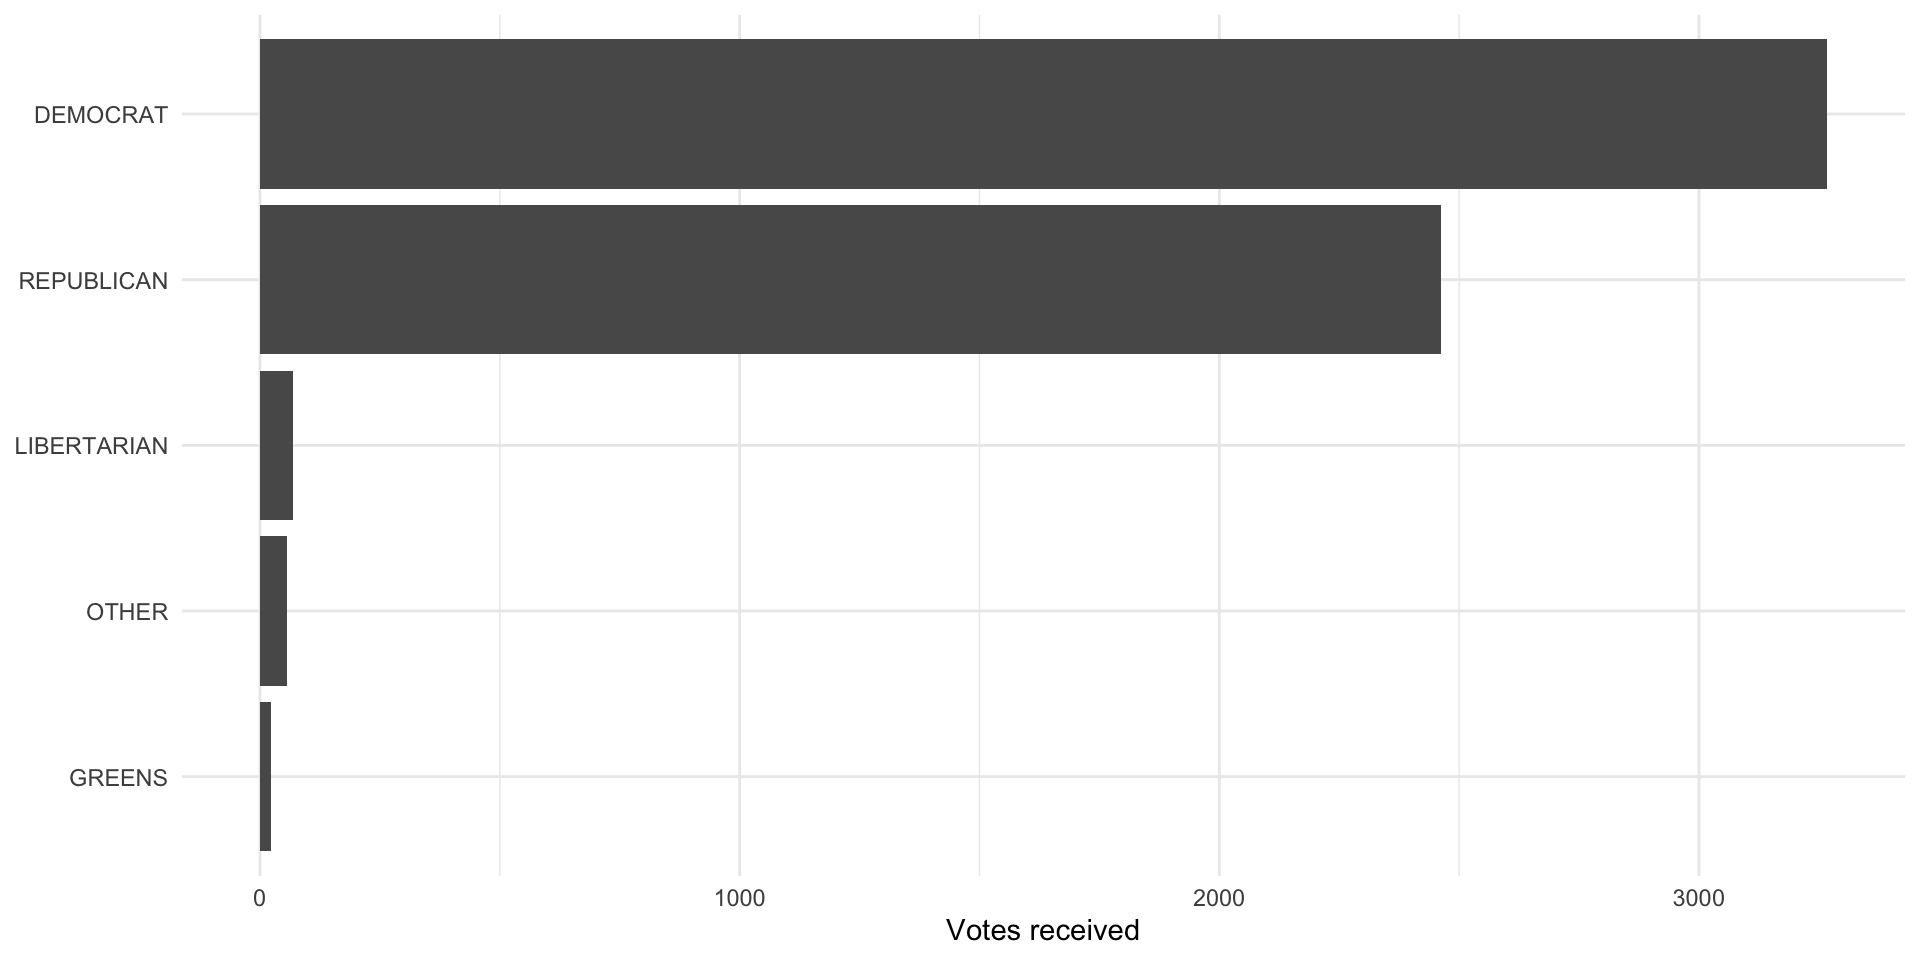 DEMOCRAT
REPUBLICAN
LIBERTARIAN
OTHER
GREENS
0 1000 2000 3000
Votes received